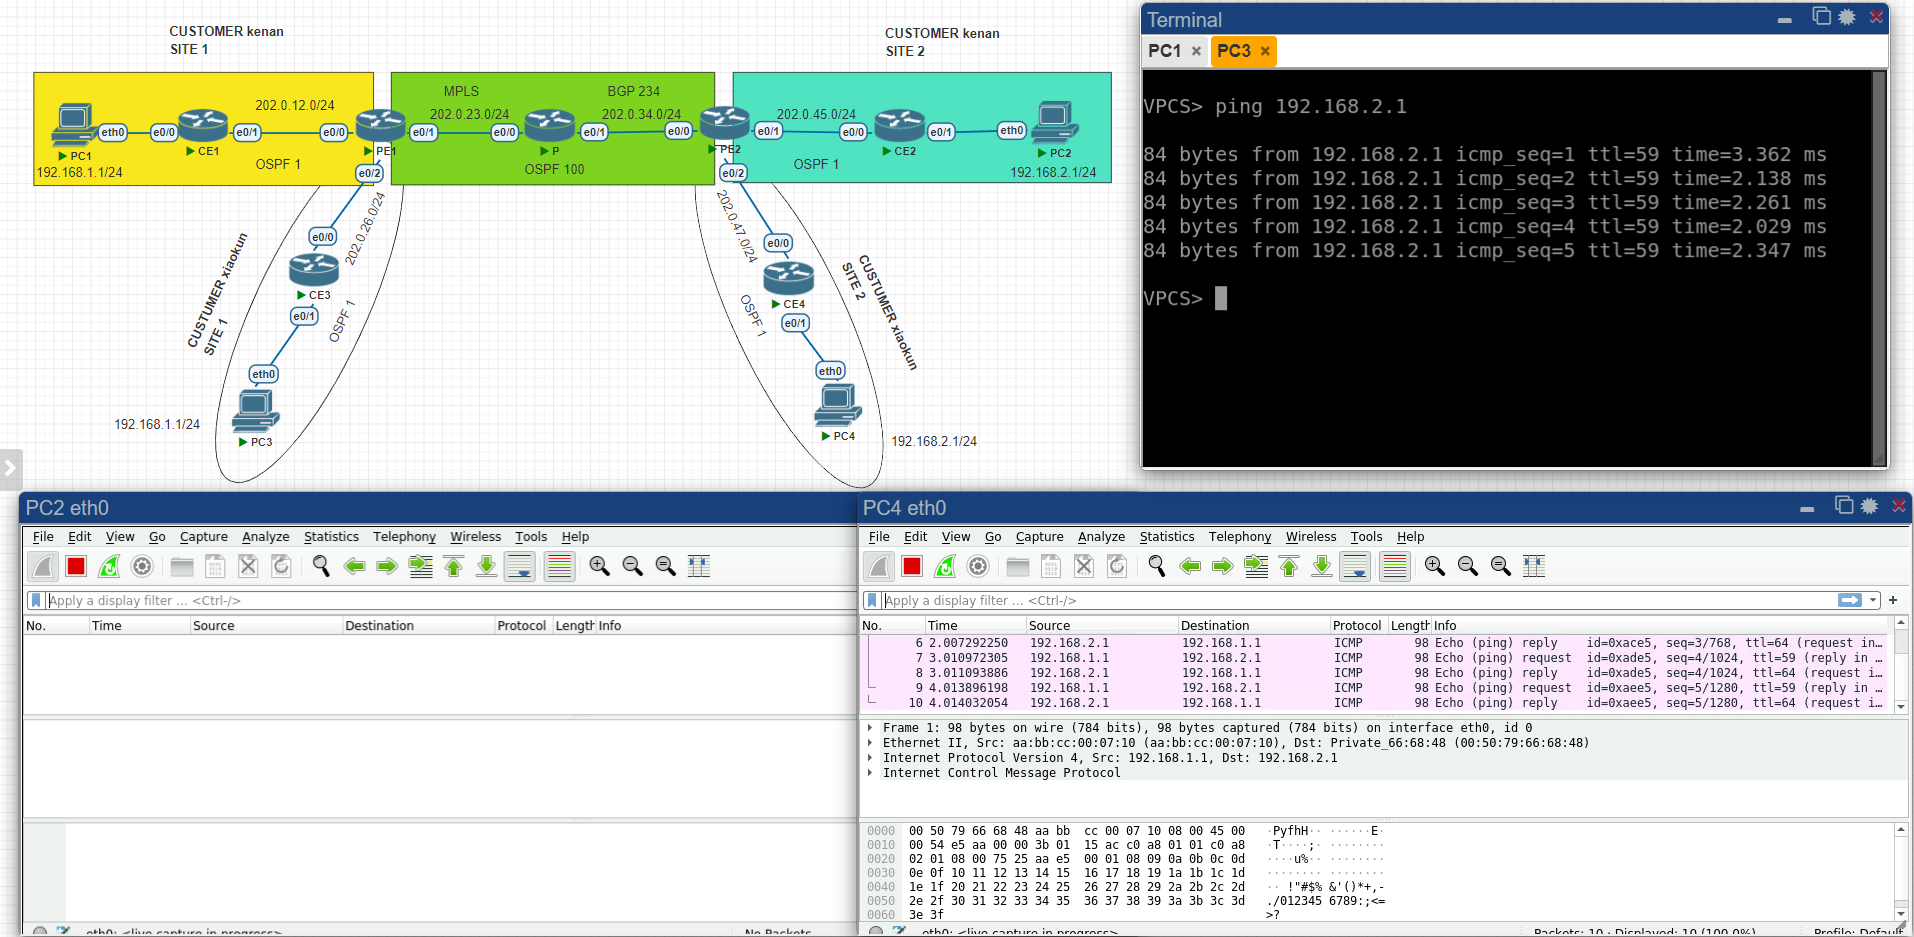 CUSTOMER kenan
SITE 1
CUSTOMER kenan
SITE 2
MPLS
BGP 234
202.0.12.0/24
202.0.23.0/24
202.0.34.0/24
202.0.45.0/24
eth0
e0/0
e0/1
e0/0
e0/1
e0/0
e0/1
e0/0
e0/1
e0/0
e0/1
eth0
PC1
CE1
PE1
P
PE2
CE2
PC2
192.168.1.1/24
OSPF 1
e0/2
OSPF 100
e0/2
OSPF 1
192.168.2.1/24
202.0.26.0/24
202.0.47.0/24
e0/0
e0/0
CUSTUMER xiaokun
SITE 1
CE3
e0/1
OSPF 1
CUSTUMER xiaokun
SITE 2
CE4
e0/1
OSPF 1
eth0
eth0
192.168.1.1/24
PC3
PC4
192.168.2.1/24
Terminal
PC1 ×
PC3 ×
VPCS> ping 192.168.2.1
84 bytes from 192.168.2.1 icmp_seq=1 ttl=59 time=3.362 ms
84 bytes from 192.168.2.1 icmp_seq=2 ttl=59 time=2.138 ms
84 bytes from 192.168.2.1 icmp_seq=3 ttl=59 time=2.261 ms
84 bytes from 192.168.2.1 icmp_seq=4 ttl=59 time=2.029 ms
84 bytes from 192.168.2.1 icmp_seq=5 ttl=59 time=2.347 ms
VPCS>
PC2 eth0
File Edit View Go Capture Analyze Statistics Telephony Wireless Tools Help
Apply a display filter ... <Ctrl-/>
No. Time Source Destination Protocol Length Info
eth0: <live capture in progress>
No Packets
PC4 eth0
File Edit View Go Capture Analyze Statistics Telephony Wireless Tools Help
Apply a display filter ... <Ctrl-/>
No. Time Source Destination Protocol Length Info
6 2.007292250 192.168.2.1 192.168.1.1 ICMP 98 Echo (ping) reply id=0xace5, seq=3/768, ttl=64 (request in…
7 3.010972305 192.168.1.1 192.168.2.1 ICMP 98 Echo (ping) request id=0xade5, seq=4/1024, ttl=59 (reply in …
8 3.011093886 192.168.2.1 192.168.1.1 ICMP 98 Echo (ping) reply id=0xade5, seq=4/1024, ttl=64 (request i…
9 4.013896198 192.168.1.1 192.168.2.1 ICMP 98 Echo (ping) request id=0xaee5, seq=5/1280, ttl=59 (reply in …
10 4.014032054 192.168.2.1 192.168.1.1 ICMP 98 Echo (ping) reply id=0xaee5, seq=5/1280, ttl=64 (request i…
Frame 1: 98 bytes on wire (784 bits), 98 bytes captured (784 bits) on interface eth0, id 0
Ethernet II, Src: aa:bb:cc:00:07:10 (aa:bb:cc:00:07:10), Dst: Private_66:68:48 (00:50:79:66:68:48)
Internet Protocol Version 4, Src: 192.168.1.1, Dst: 192.168.2.1
Internet Control Message Protocol
0000 00 50 79 66 68 48 aa bb cc 00 07 10 08 00 45 00 ·PyfhH·· ······E·
0010 00 54 e5 aa 00 00 3b 01 15 ac c0 a8 01 01 c0 a8 ·T····;· ········
0020 02 01 08 00 75 25 aa e5 00 01 08 09 0a 0b 0c 0d ····u%·· ········
0030 0e 0f 10 11 12 13 14 15 16 17 18 19 1a 1b 1c 1d ········ ········
0040 1e 1f 20 21 22 23 24 25 26 27 28 29 2a 2b 2c 2d ·· !"#$% &'()*+,-
0050 2e 2f 30 31 32 33 34 35 36 37 38 39 3a 3b 3c 3d ./012345 6789:;<=
0060 3e 3f >?
eth0: <live capture in progress>
Packets: 10 · Displayed: 10 (100.0%)
Profile: Default